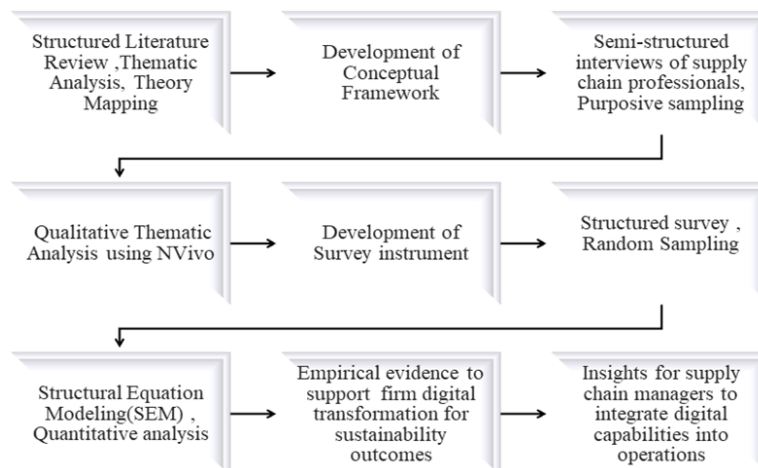 Structured Literature
Review ,Thematic
Analysis, Theory
Mapping
Development of
Conceptual
Framework
Semi-structured
interviews of supply
chain professionals,
Purposive sampling
Qualitative Thematic
Analysis using NVivo
Development of
Survey instrument
Structured survey ,
Random Sampling
Structural Equation
Modeling(SEM) ,
Quantitative analysis
Empirical evidence to
support firm digital
transformation for
sustainability
outcomes
Insights for supply
chain managers to
integrate digital
capabilities into
operations